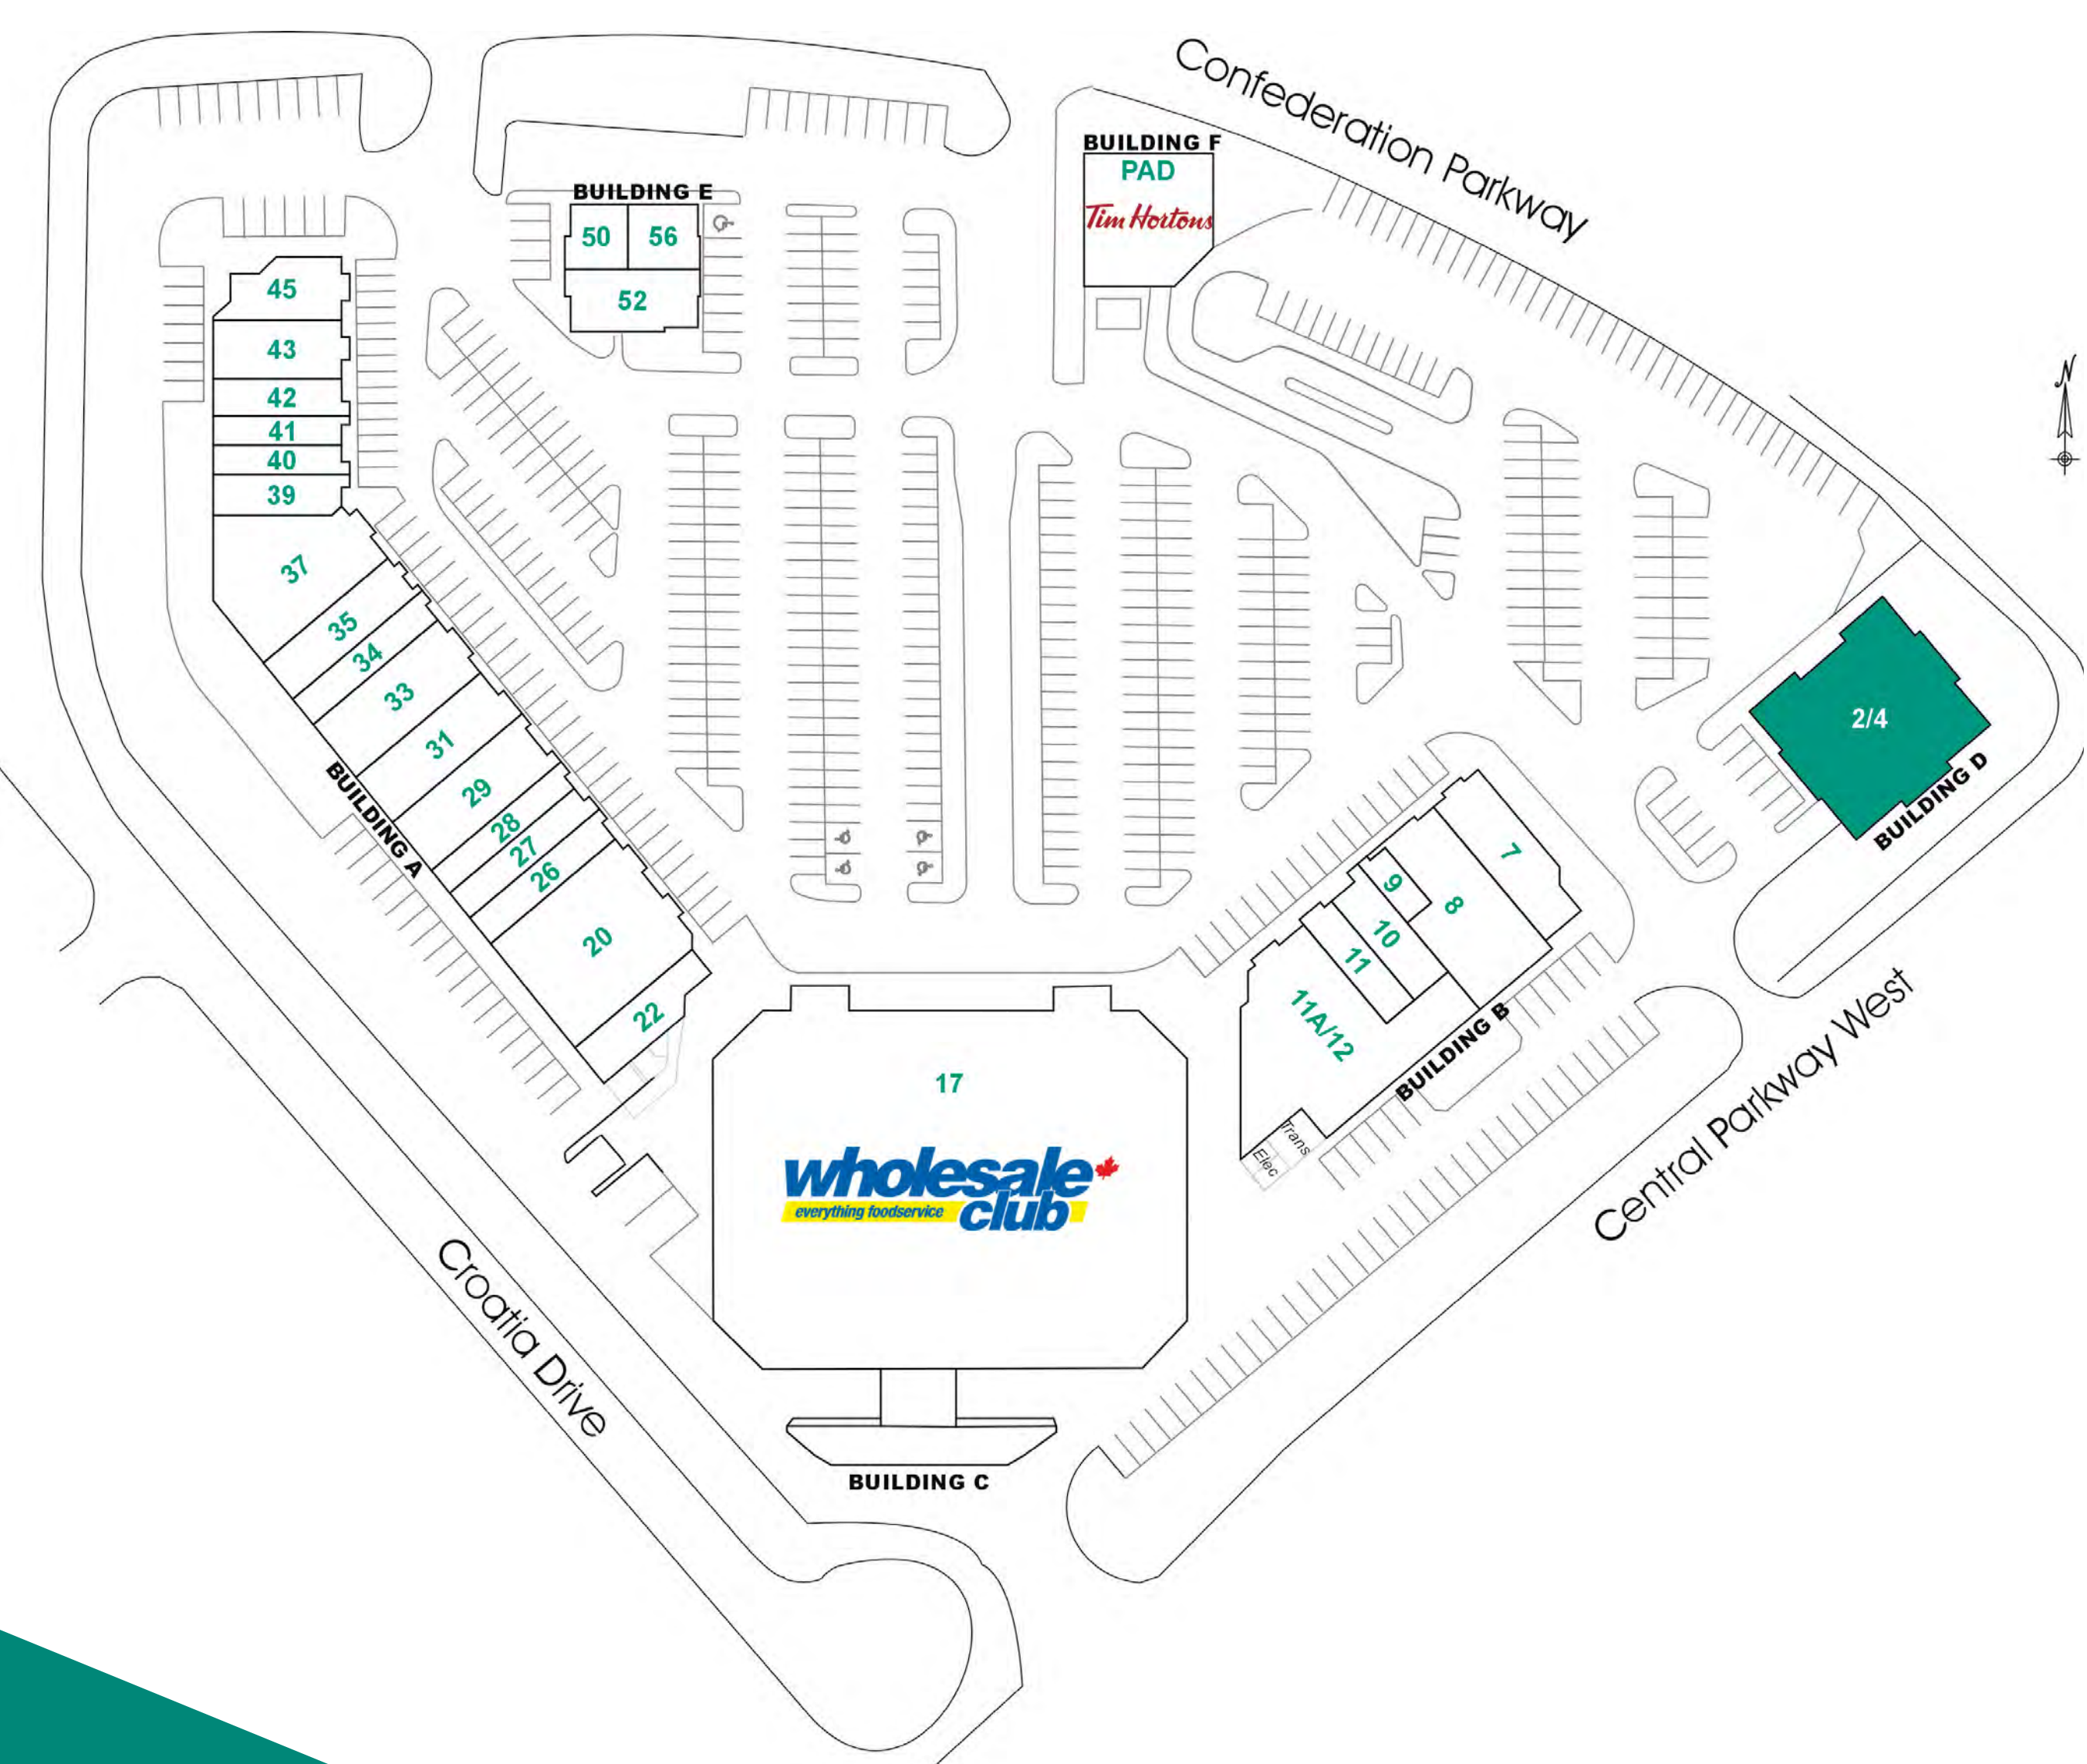 Confederation Parkway
BUILDING F
PAD
Tim Hortons
BUILDING E
50
56
52
N
45
43
42
41
40
39
37
35
34
33
31
29
28
27
26
20
22
BUILDING A
2/4
BUILDING D
7
8
9
10
11
11A/12
BUILDING B
Trans
Elec
Central Parkway West
17
wholesale
club
everything foodservice
BUILDING C
Croatia Drive